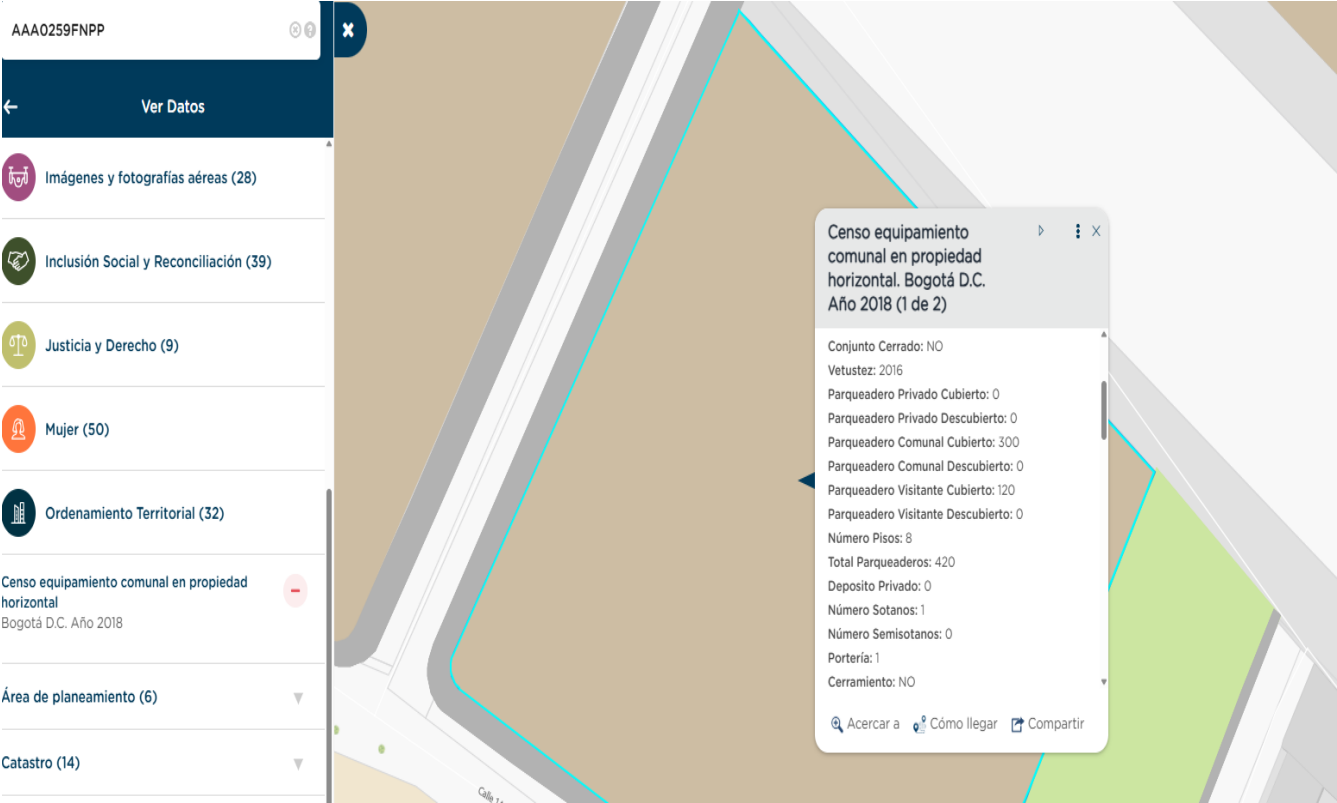 AAA0259FNPP
Ver Datos
Imágenes y fotografías aéreas (28)
Inclusión Social y Reconciliación (39)
Justicia y Derecho (9)
Mujer (50)
Ordenamiento Territorial (32)
Censo equipamiento comunal en propiedad
horizontal
Bogotá D.C. Año 2018
Área de planeamiento (6)
Catastro (14)
Censo equipamiento
comunal en propiedad
horizontal. Bogotá D.C.
Año 2018 (1 de 2)
Conjunto Cerrado: NO
Vetustez: 2016
Parqueadero Privado Cubierto: 0
Parqueadero Privado Descubierto: 0
Parqueadero Comunal Cubierto: 300
Parqueadero Comunal Descubierto: 0
Parqueadero Visitante Cubierto: 120
Parqueadero Visitante Descubierto: 0
Número Pisos: 8
Total Parqueaderos: 420
Deposito Privado: 0
Número Sotanos: 1
Número Semisotanos: 0
Portería: 1
Cerramiento: NO
Acercar a Cómo llegar Compartir
Calle